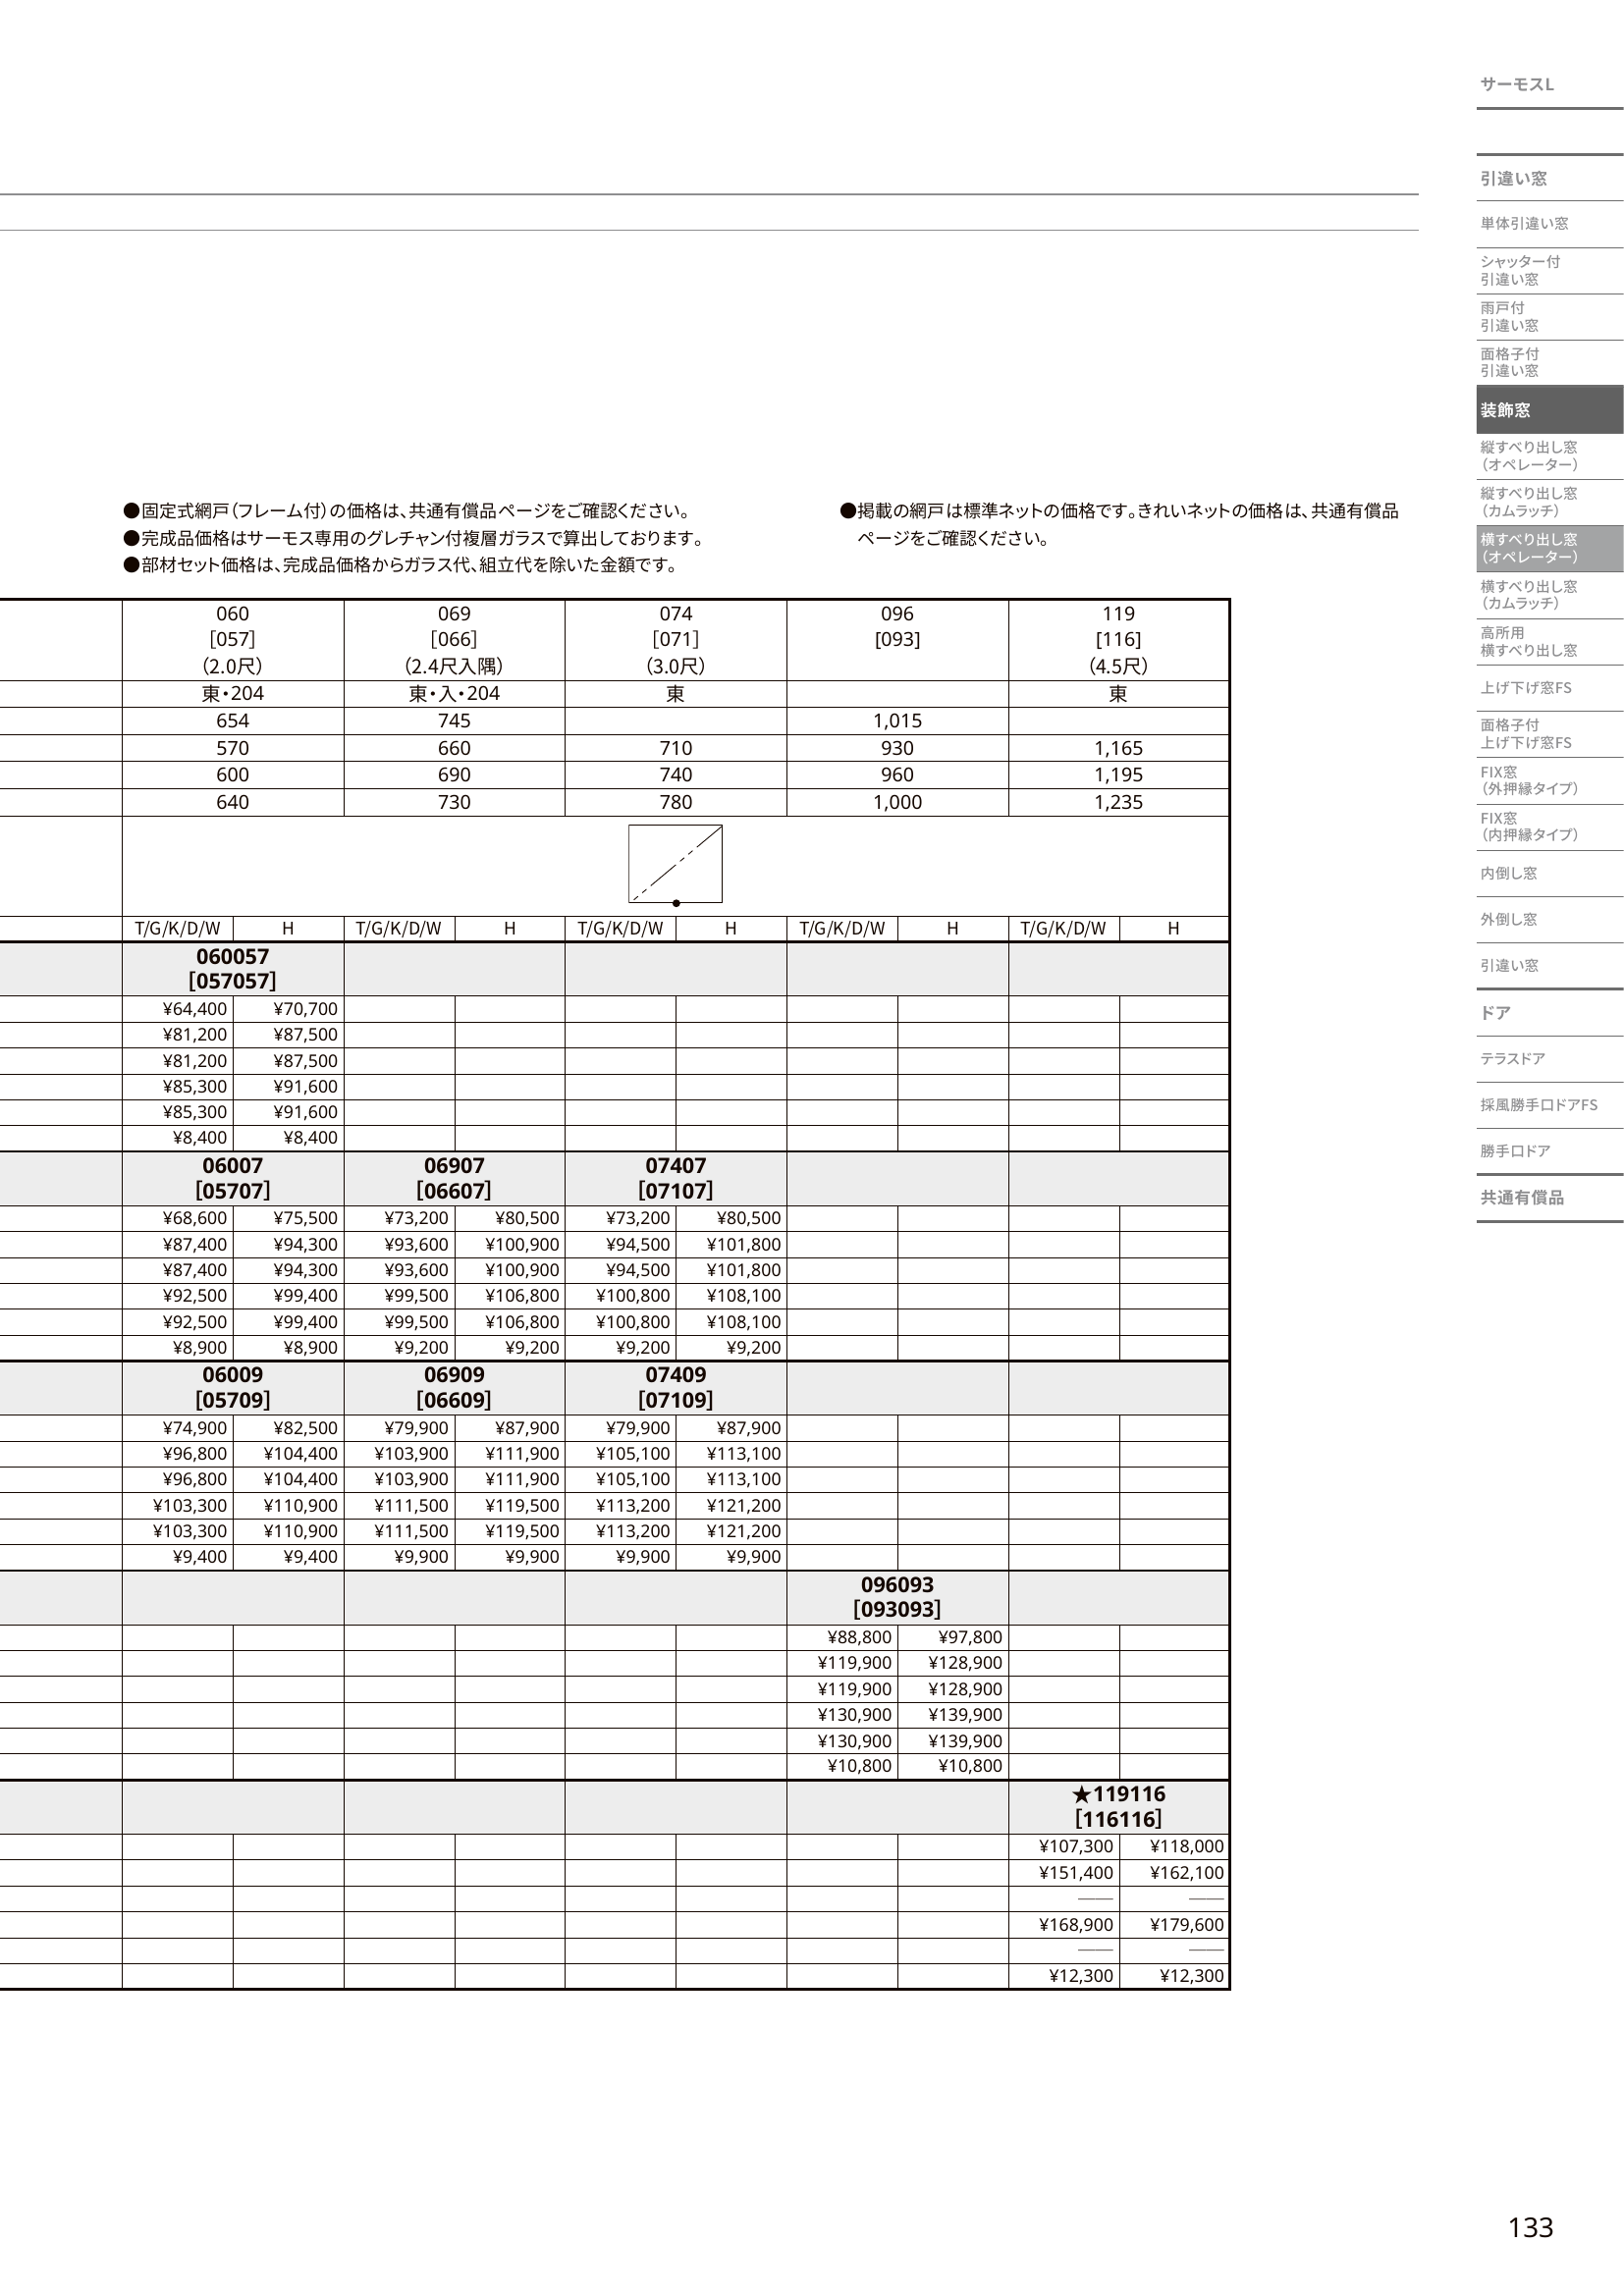 サーモスL
引違い窓
単体引違い窓
シャッター付
引違い窓
雨戸付
引違い窓
面格子付
引違い窓
装飾窓
縦すべり出し窓
（オペレーター）
縦すべり出し窓
（カムラッチ）
横すべり出し窓
（オペレーター）
横すべり出し窓
（カムラッチ）
高所用
横すべり出し窓
上げ下げ窓FS
面格子付
上げ下げ窓FS
FIX窓
（外押縁タイプ）
FIX窓
（内押縁タイプ）
内倒し窓
外倒し窓
引違い窓
ドア
テラスドア
採風勝手口ドアFS
勝手口ドア
共通有償品
●固定式網戸（フレーム付）の価格は、共通有償品ページをご確認ください。
●完成品価格はサーモス専用のグレチャン付複層ガラスで算出しております。
●部材セット価格は、完成品価格からガラス代、組立代を除いた金額です。
●掲載の網戸は標準ネットの価格です。きれいネットの価格は、共通有償品
ページをご確認ください。
060 069 074 096 119
［057］ ［066］ ［071］ [093] [116]
（2.0尺） （2.4尺入隅） （3.0尺） （4.5尺）
東・204 東・入・204 東 東
654 745 1,015
570 660 710 930 1,165
600 690 740 960 1,195
640 730 780 1,000 1,235
T/G/K/D/W H T/G/K/D/W H T/G/K/D/W H T/G/K/D/W H T/G/K/D/W H
060057
［057057］
¥64,400 ¥70,700
¥81,200 ¥87,500
¥81,200 ¥87,500
¥85,300 ¥91,600
¥85,300 ¥91,600
¥8,400 ¥8,400
06007 06907 07407
［05707］ ［06607］ ［07107］
¥68,600 ¥75,500 ¥73,200 ¥80,500 ¥73,200 ¥80,500
¥87,400 ¥94,300 ¥93,600 ¥100,900 ¥94,500 ¥101,800
¥87,400 ¥94,300 ¥93,600 ¥100,900 ¥94,500 ¥101,800
¥92,500 ¥99,400 ¥99,500 ¥106,800 ¥100,800 ¥108,100
¥92,500 ¥99,400 ¥99,500 ¥106,800 ¥100,800 ¥108,100
¥8,900 ¥8,900 ¥9,200 ¥9,200 ¥9,200 ¥9,200
06009 06909 07409
［05709］ ［06609］ ［07109］
¥74,900 ¥82,500 ¥79,900 ¥87,900 ¥79,900 ¥87,900
¥96,800 ¥104,400 ¥103,900 ¥111,900 ¥105,100 ¥113,100
¥96,800 ¥104,400 ¥103,900 ¥111,900 ¥105,100 ¥113,100
¥103,300 ¥110,900 ¥111,500 ¥119,500 ¥113,200 ¥121,200
¥103,300 ¥110,900 ¥111,500 ¥119,500 ¥113,200 ¥121,200
¥9,400 ¥9,400 ¥9,900 ¥9,900 ¥9,900 ¥9,900
096093
［093093］
¥88,800 ¥97,800
¥119,900 ¥128,900
¥119,900 ¥128,900
¥130,900 ¥139,900
¥130,900 ¥139,900
¥10,800 ¥10,800
★119116
［116116］
¥107,300 ¥118,000
¥151,400 ¥162,100
—— ——
¥168,900 ¥179,600
—— ——
¥12,300 ¥12,300
133